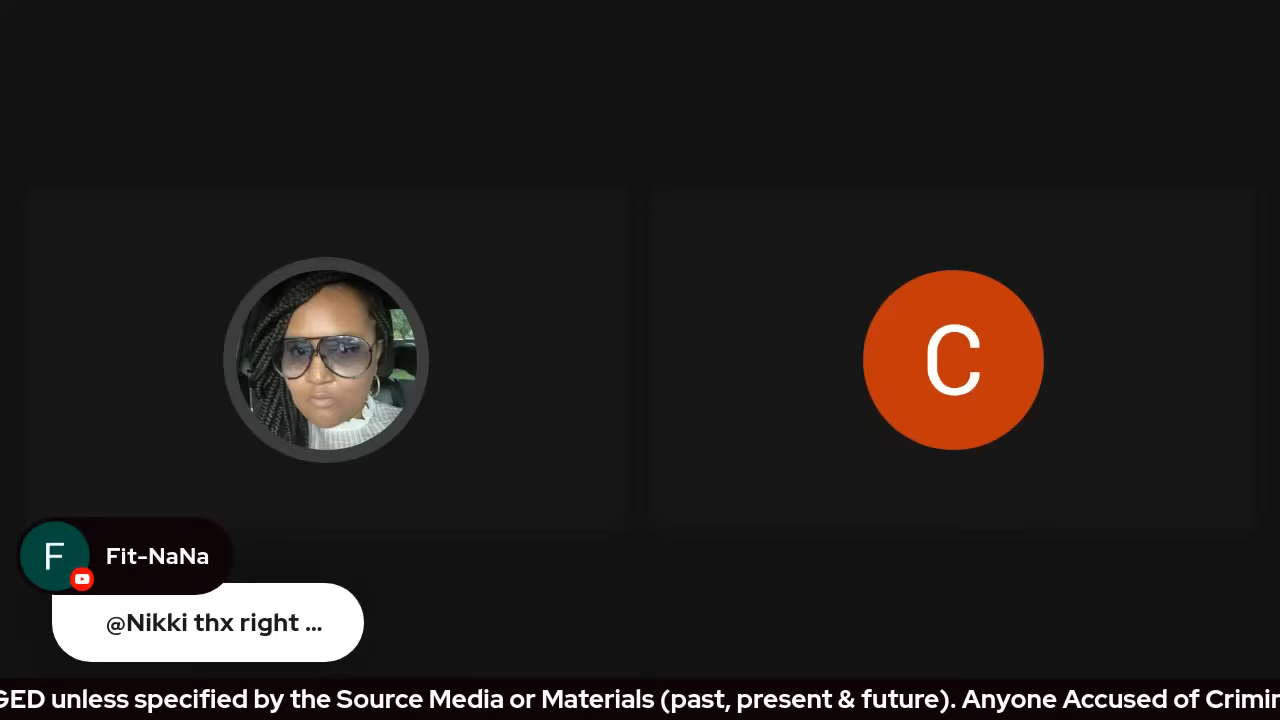 C
F
Fit-NaNa
@Nikki thx right ...
GED unless specified by the Source Media or Materials (past, present & future). Anyone Accused of Crimin